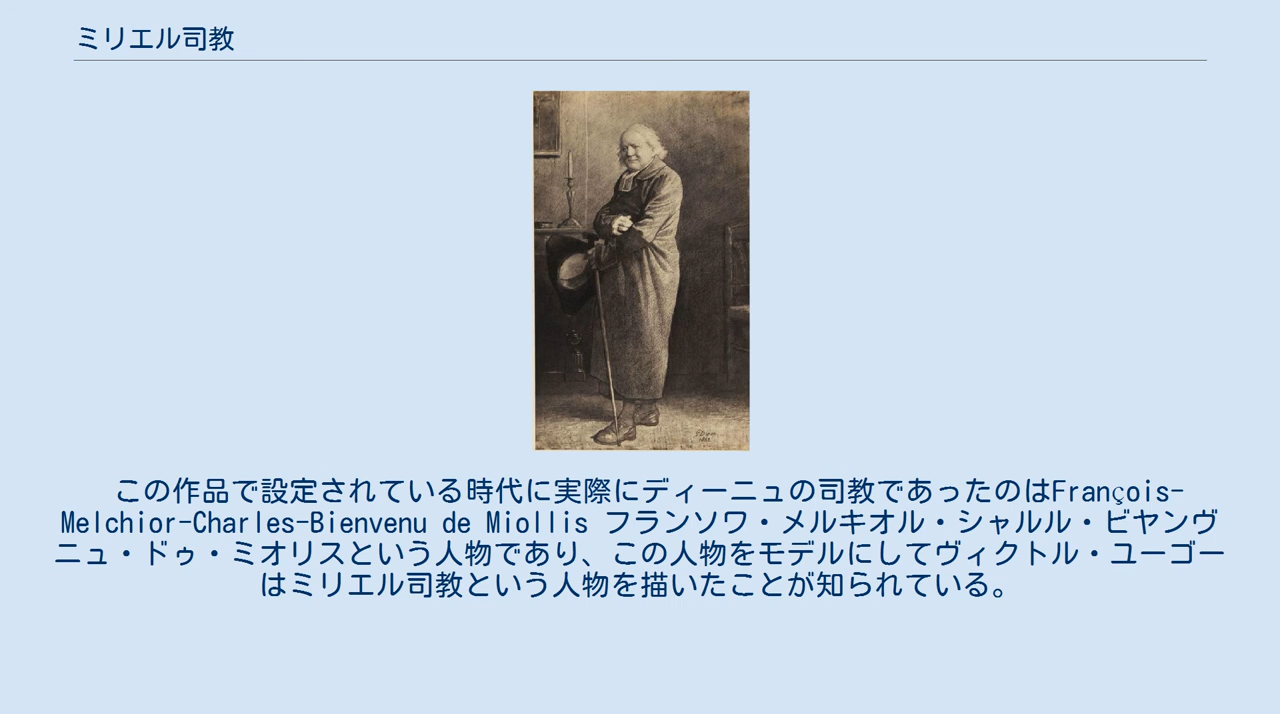 ミリエル司教
この作品で設定されている時代に実際にディーニュの司教であったのはFrançois-
Melchior-Charles-Bienvenu de Miollis フランソワ・メルキオル・シャルル・ビヤンヴ
ニュ・ドゥ・ミオリスという人物であり、この人物をモデルにしてヴィクトル・ユーゴー
はミリエル司教という人物を描いたことが知られている。